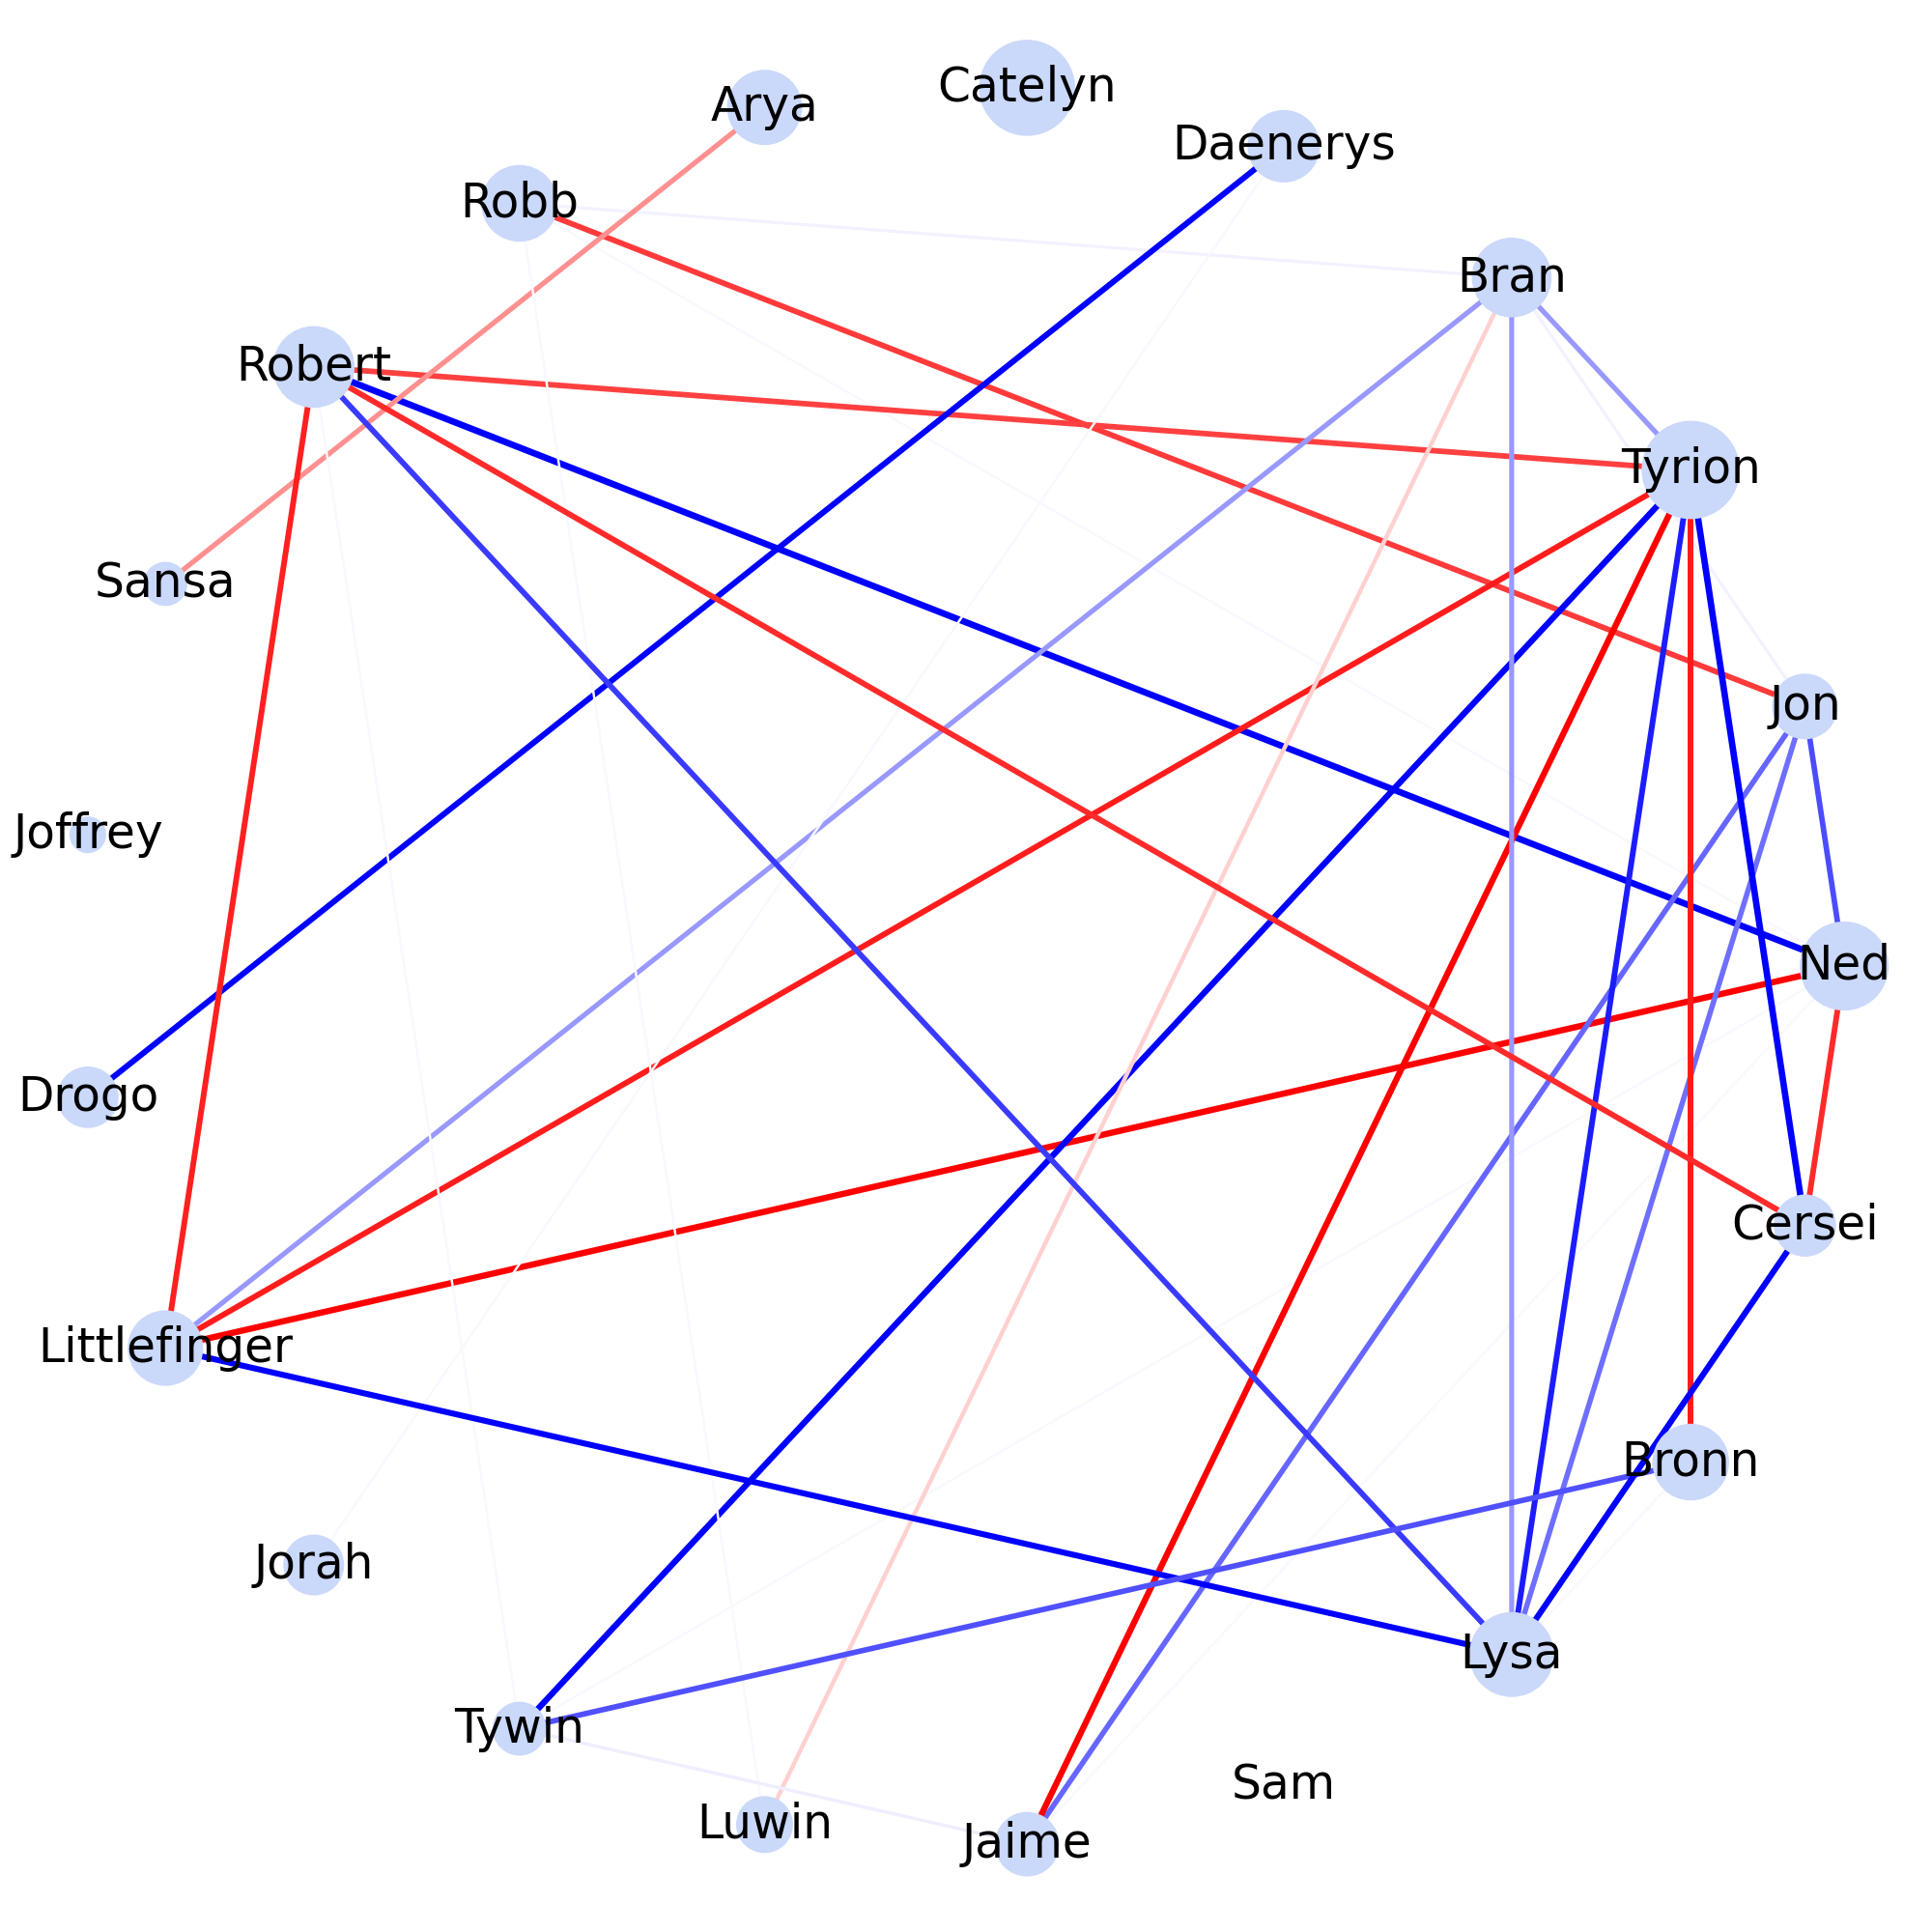 Catelyn
Arya
Daenerys
Robb
Bran
Robert
Tyrion
Sansa
Jon
Joffrey
Ned
Drogo
Cersei
Littlefinger
Bronn
Jorah
Lysa
Tywin
Sam
Luwin
Jaime